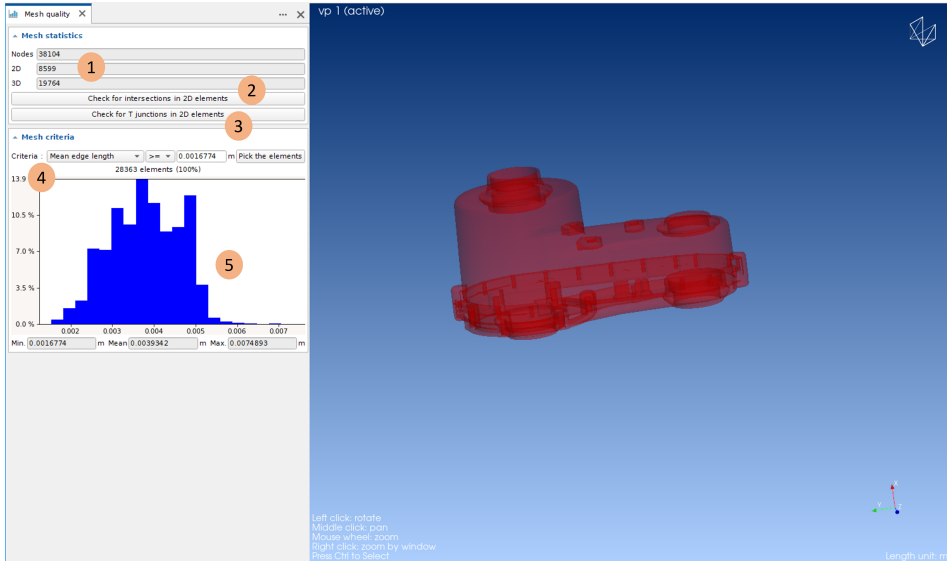 Mesh quality
vp 1 (active)
Mesh statistics
Nodes 38104
2D 8599
1
3D 19764
Check for intersections in 2D elements
2
Check for T junctions in 2D elements
3
Mesh criteria
Criteria : Mean edge length >= 0.0016774 m Pick the elements
28363 elements (100%)
4
13.9
10.5 %
7.0 %
5
3.5 %
0.0 %
0.002 0.003 0.004 0.005 0.006 0.007
Min. 0.0016774 m Mean 0.0039342 m Max. 0.0074893 m
X
Y Z
Left click: rotate
Middle click: pan
Mouse wheel: zoom
Right click: zoom by window
Press Ctrl to Select
Length unit: m